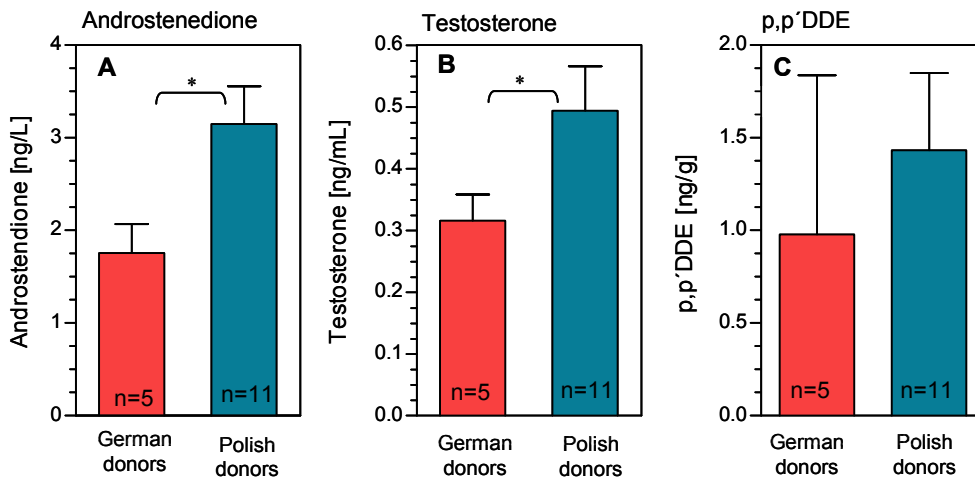 Androstenedione
A
*
4
3
2
1
0
Androstendione [ng/L]
n=5
n=11
German
donors
Polish
donors
Testosterone
B
*
0.6
0.5
0.4
0.3
0.2
0.1
0.0
Testosterone [ng/mL]
n=5
n=11
German
donors
Polish
donors
p,p´DDE
C
2.0
1.5
1.0
0.5
0.0
p,p´DDE [ng/g]
n=5
n=11
German
donors
Polish
donors